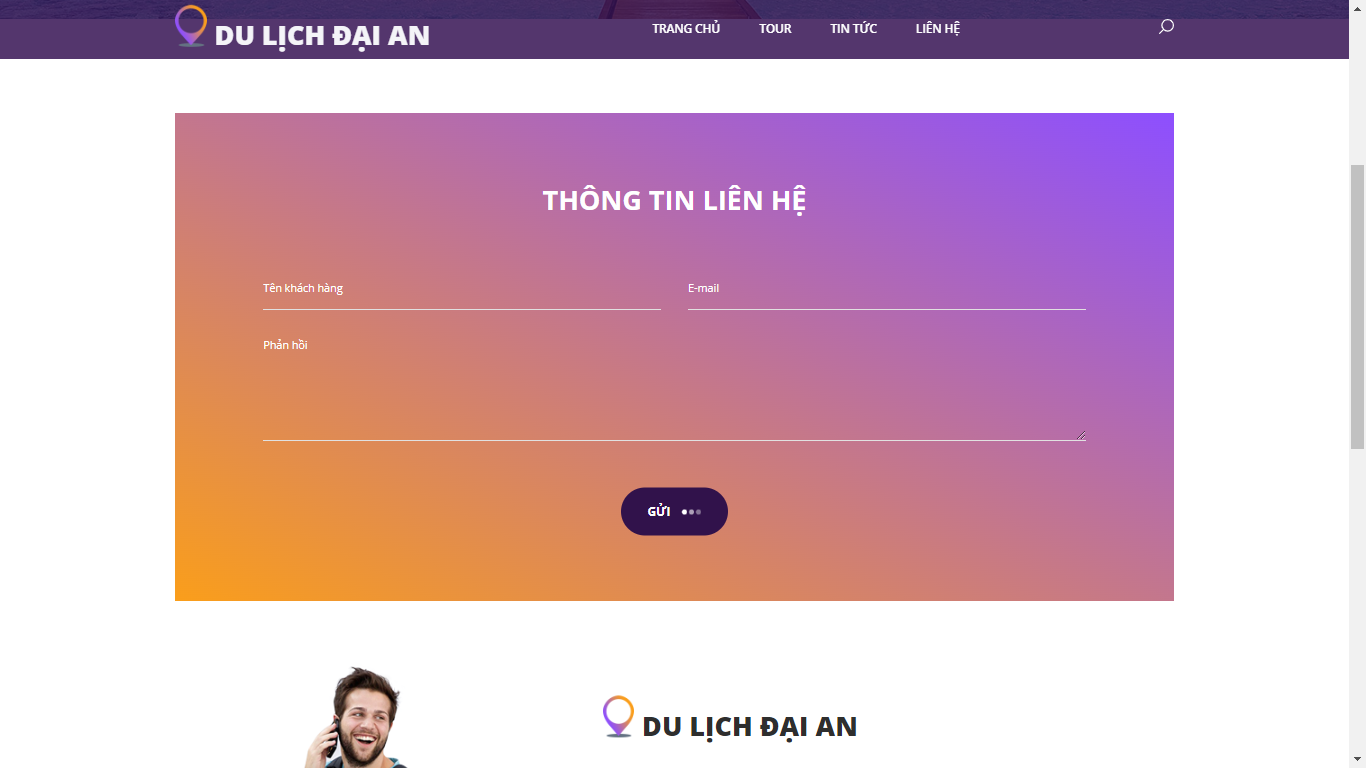 DU LỊCH ĐẠI AN
TRANG CHỦ TOUR TIN TỨC LIÊN HỆ
THÔNG TIN LIÊN HỆ
Tên khách hàng E-mail
Phản hồi
GỬI
DU LỊCH ĐẠI AN